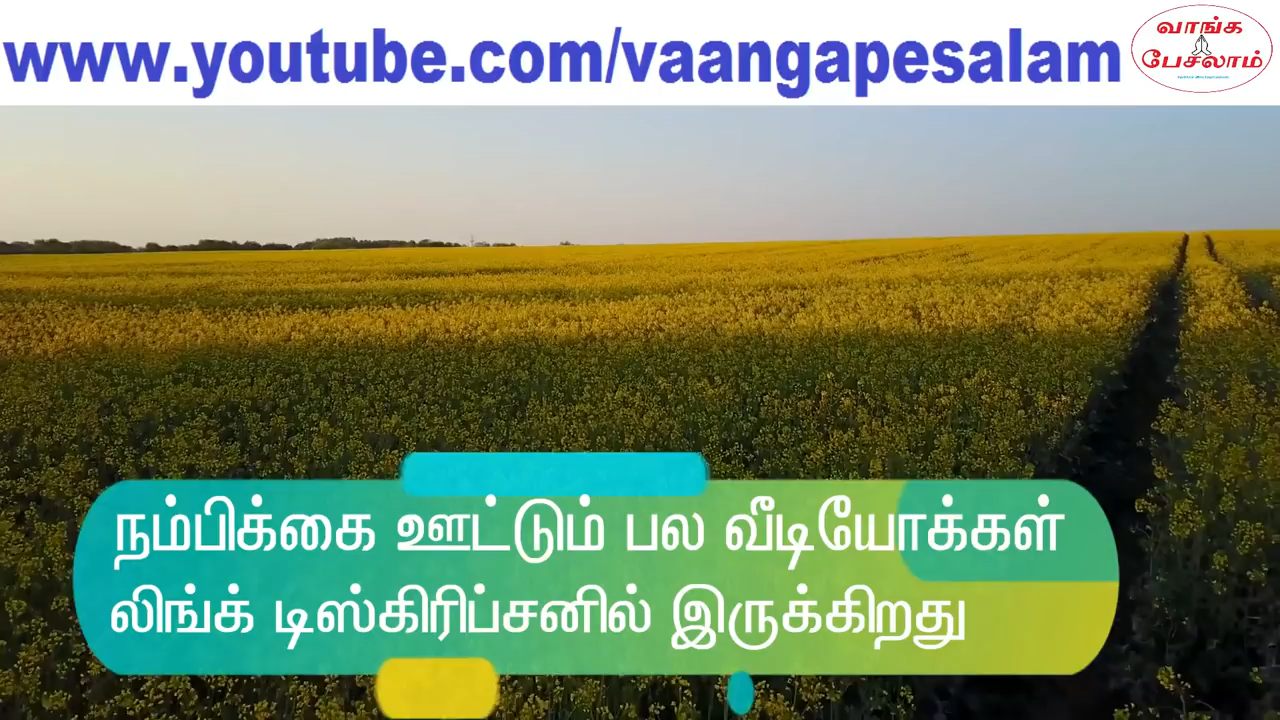 www.youtube.com/vaangapesalam
வாங்க
பேசலாம்
நம்பிக்கை ஊட்டும் பல வீடியோக்கள்
லிங்க் டிஸ்கிரிப்சனில் இருக்கிறது